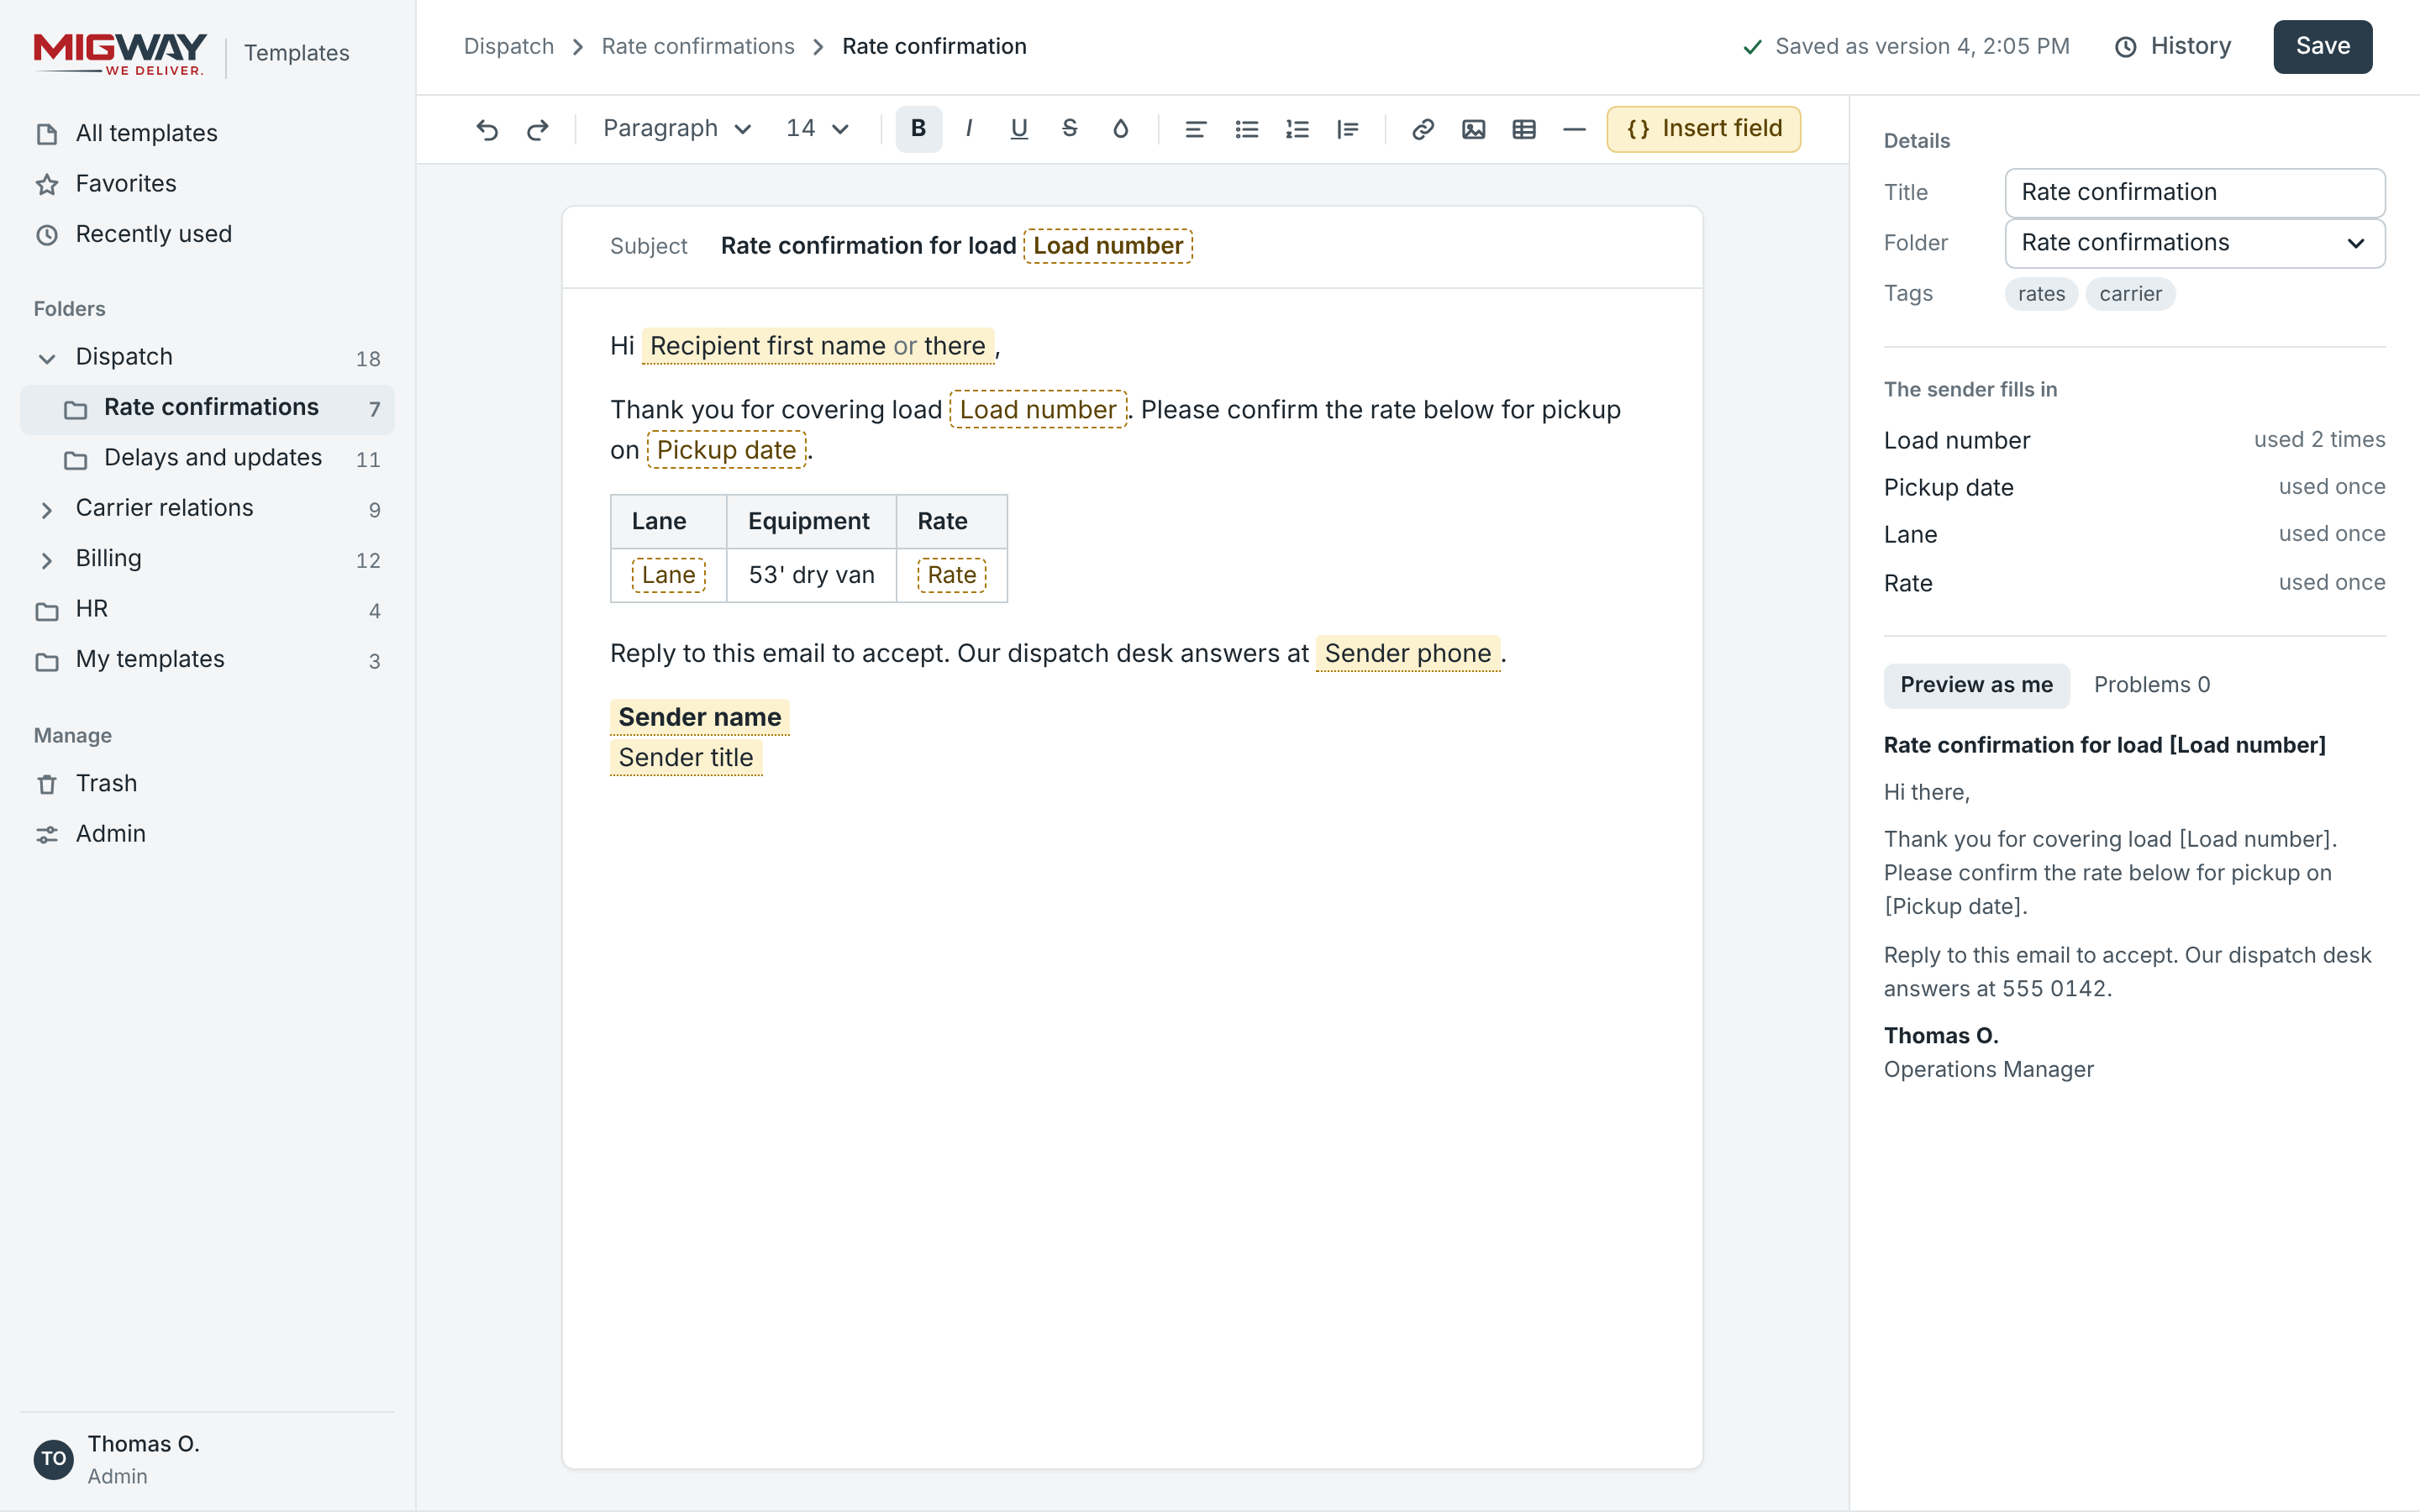 MIGWAY
WE DELIVER.
Templates
All templates
Favorites
Recently used
Folders
Dispatch 18
Rate confirmations 7
Delays and updates 11
Carrier relations 9
Billing 12
HR 4
My templates 3
Manage
Trash
Admin
TO
Thomas O.
Admin
Dispatch > Rate confirmations > Rate confirmation
Saved as version 4, 2:05 PM
History
Save
Paragraph 14 B I U S {} Insert field
Subject Rate confirmation for load Load number
Hi Recipient first name or there,
Thank you for covering load Load number. Please confirm the rate below for pickup
on Pickup date.
Lane Equipment Rate
Lane 53' dry van Rate
Reply to this email to accept. Our dispatch desk answers at Sender phone.
Sender name
Sender title
Details
Title Rate confirmation
Folder Rate confirmations
Tags rates carrier
The sender fills in
Load number used 2 times
Pickup date used once
Lane used once
Rate used once
Preview as me Problems 0
Rate confirmation for load [Load number]
Hi there,
Thank you for covering load [Load number].
Please confirm the rate below for pickup on
[Pickup date].
Reply to this email to accept. Our dispatch desk
answers at 555 0142.
Thomas O.
Operations Manager